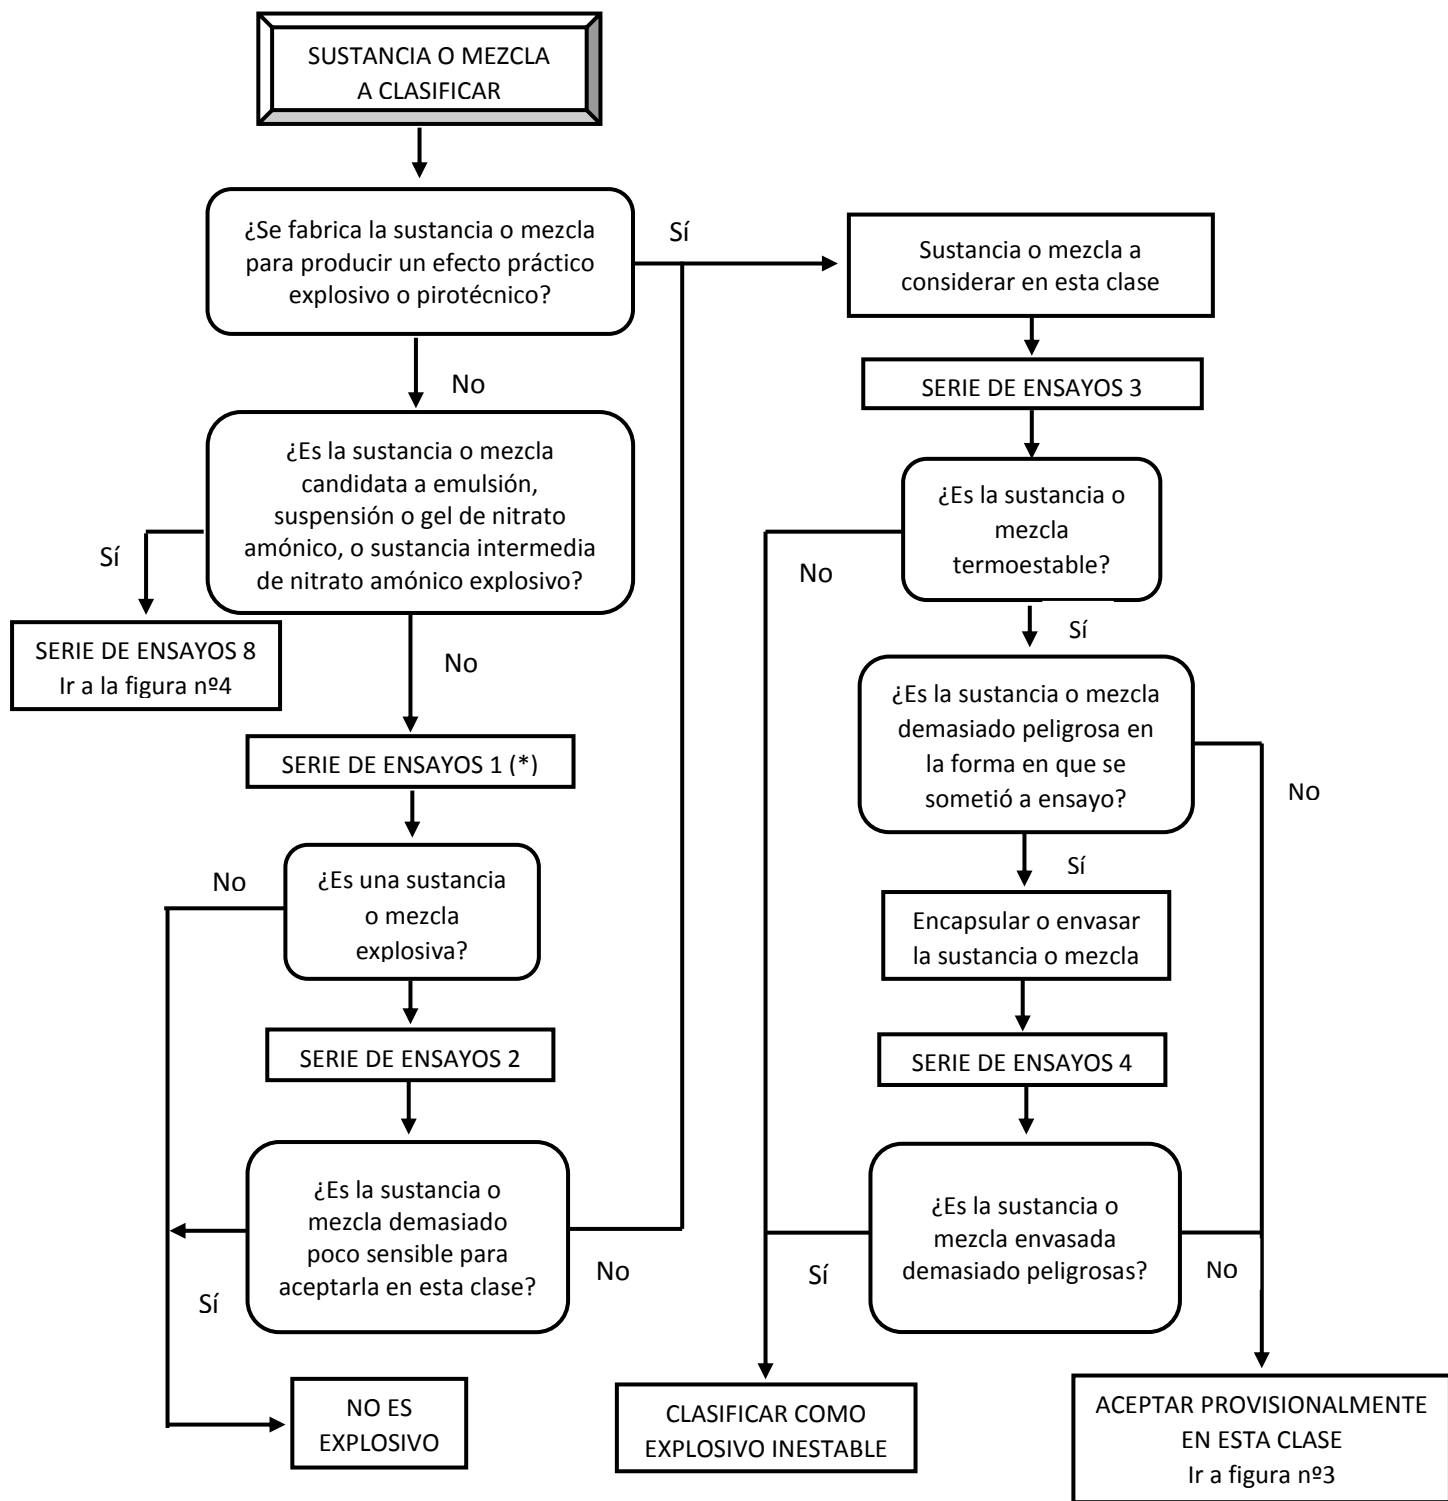 SUSTANCIA O MEZCLA
A CLASIFICAR
¿Se fabrica la sustancia o mezcla
para producir un efecto práctico
explosivo o pirotécnico?
Sí
No
¿Es la sustancia o mezcla
candidata a emulsión,
suspensión o gel de nitrato
amónico, o sustancia intermedia
de nitrato amónico explosivo?
Sí
SERIE DE ENSAYOS 8
Ir a la figura nº4
No
SERIE DE ENSAYOS 1 (*)
¿Es una sustancia
o mezcla
explosiva?
No
SERIE DE ENSAYOS 2
¿Es la sustancia o
mezcla demasiado
poco sensible para
aceptarla en esta clase?
Sí
No
NO ES
EXPLOSIVO
Sustancia o mezcla a
considerar en esta clase
SERIE DE ENSAYOS 3
¿Es la sustancia o
mezcla
termoestable?
No
Sí
¿Es la sustancia o mezcla
demasiado peligrosa en
la forma en que se
sometió a ensayo?
No
Sí
Encapsular o envasar
la sustancia o mezcla
SERIE DE ENSAYOS 4
¿Es la sustancia o
mezcla envasada
demasiado peligrosas?
Sí
No
CLASIFICAR COMO
EXPLOSIVO INESTABLE
ACEPTAR PROVISIONALMENTE
EN ESTA CLASE
Ir a figura nº3